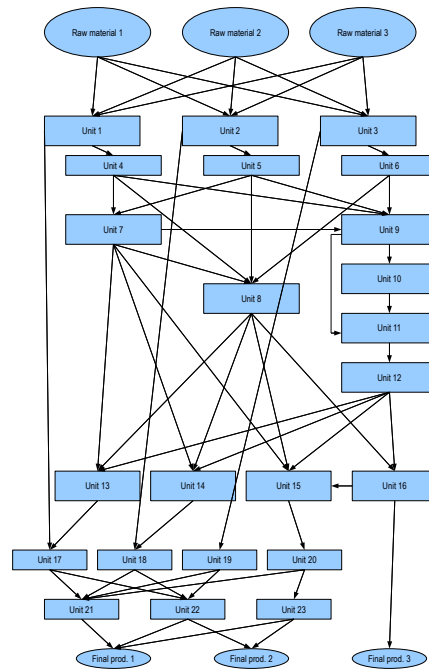 Raw material 1
Raw material 2
Raw material 3
Unit 1
Unit 2
Unit 3
Unit 4
Unit 5
Unit 6
Unit 7
Unit 9
Unit 10
Unit 8
Unit 11
Unit 12
Unit 13
Unit 14
Unit 15
Unit 16
Unit 17
Unit 18
Unit 19
Unit 20
Unit 21
Unit 22
Unit 23
Final prod. 1
Final prod. 2
Final prod. 3